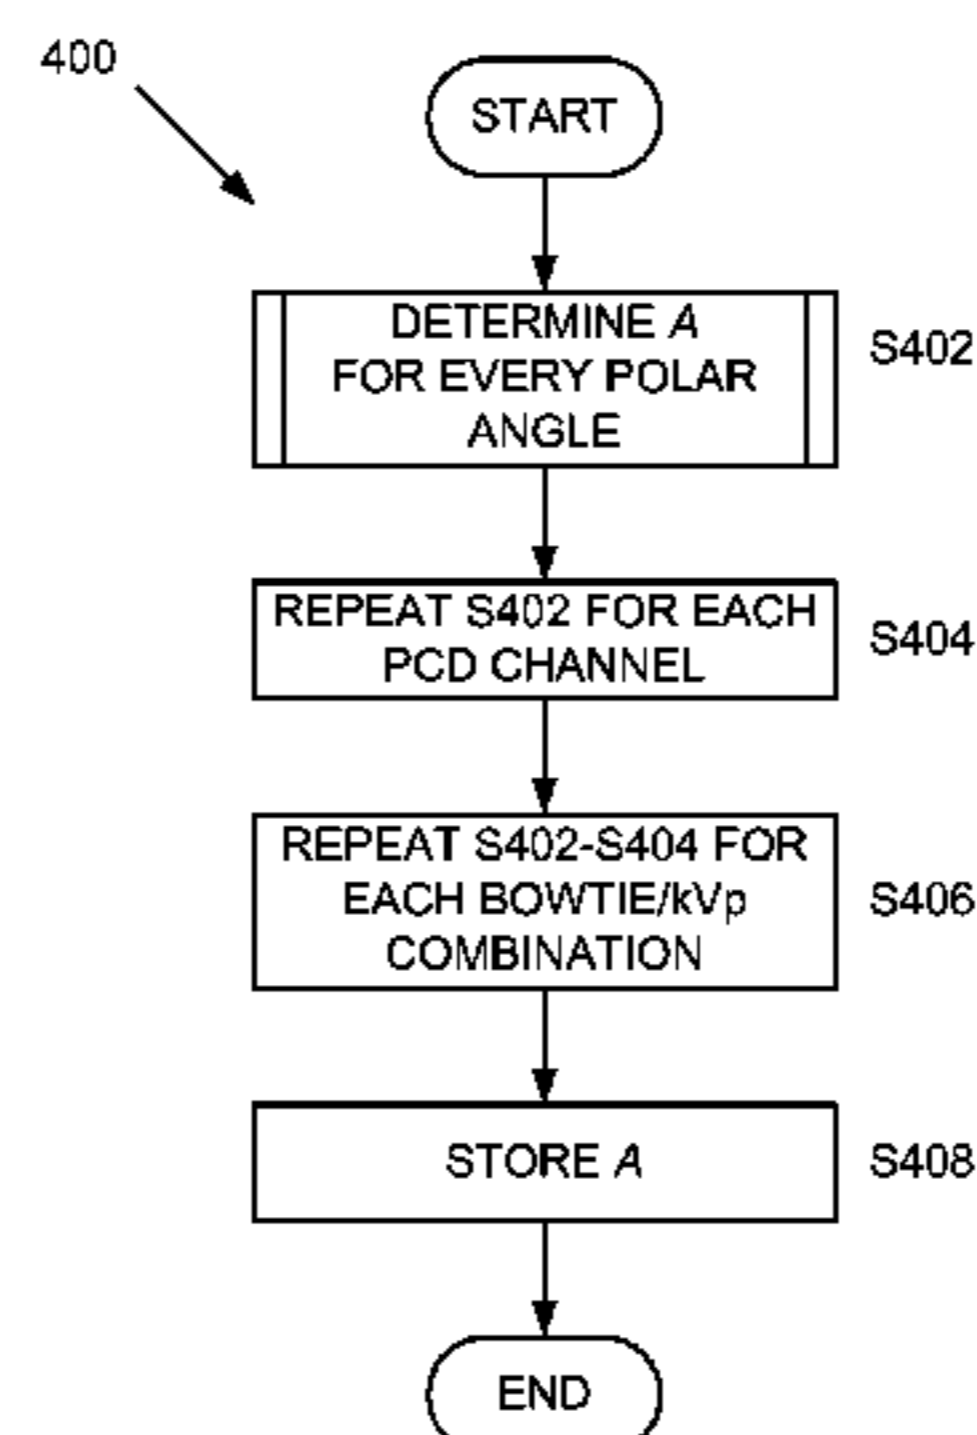 400
START
DETERMINE A
FOR EVERY POLAR
ANGLE
S402
REPEAT S402 FOR EACH
PCD CHANNEL
S404
REPEAT S402-S404 FOR
EACH BOWTIE/kVp
COMBINATION
S406
STORE A
S408
END